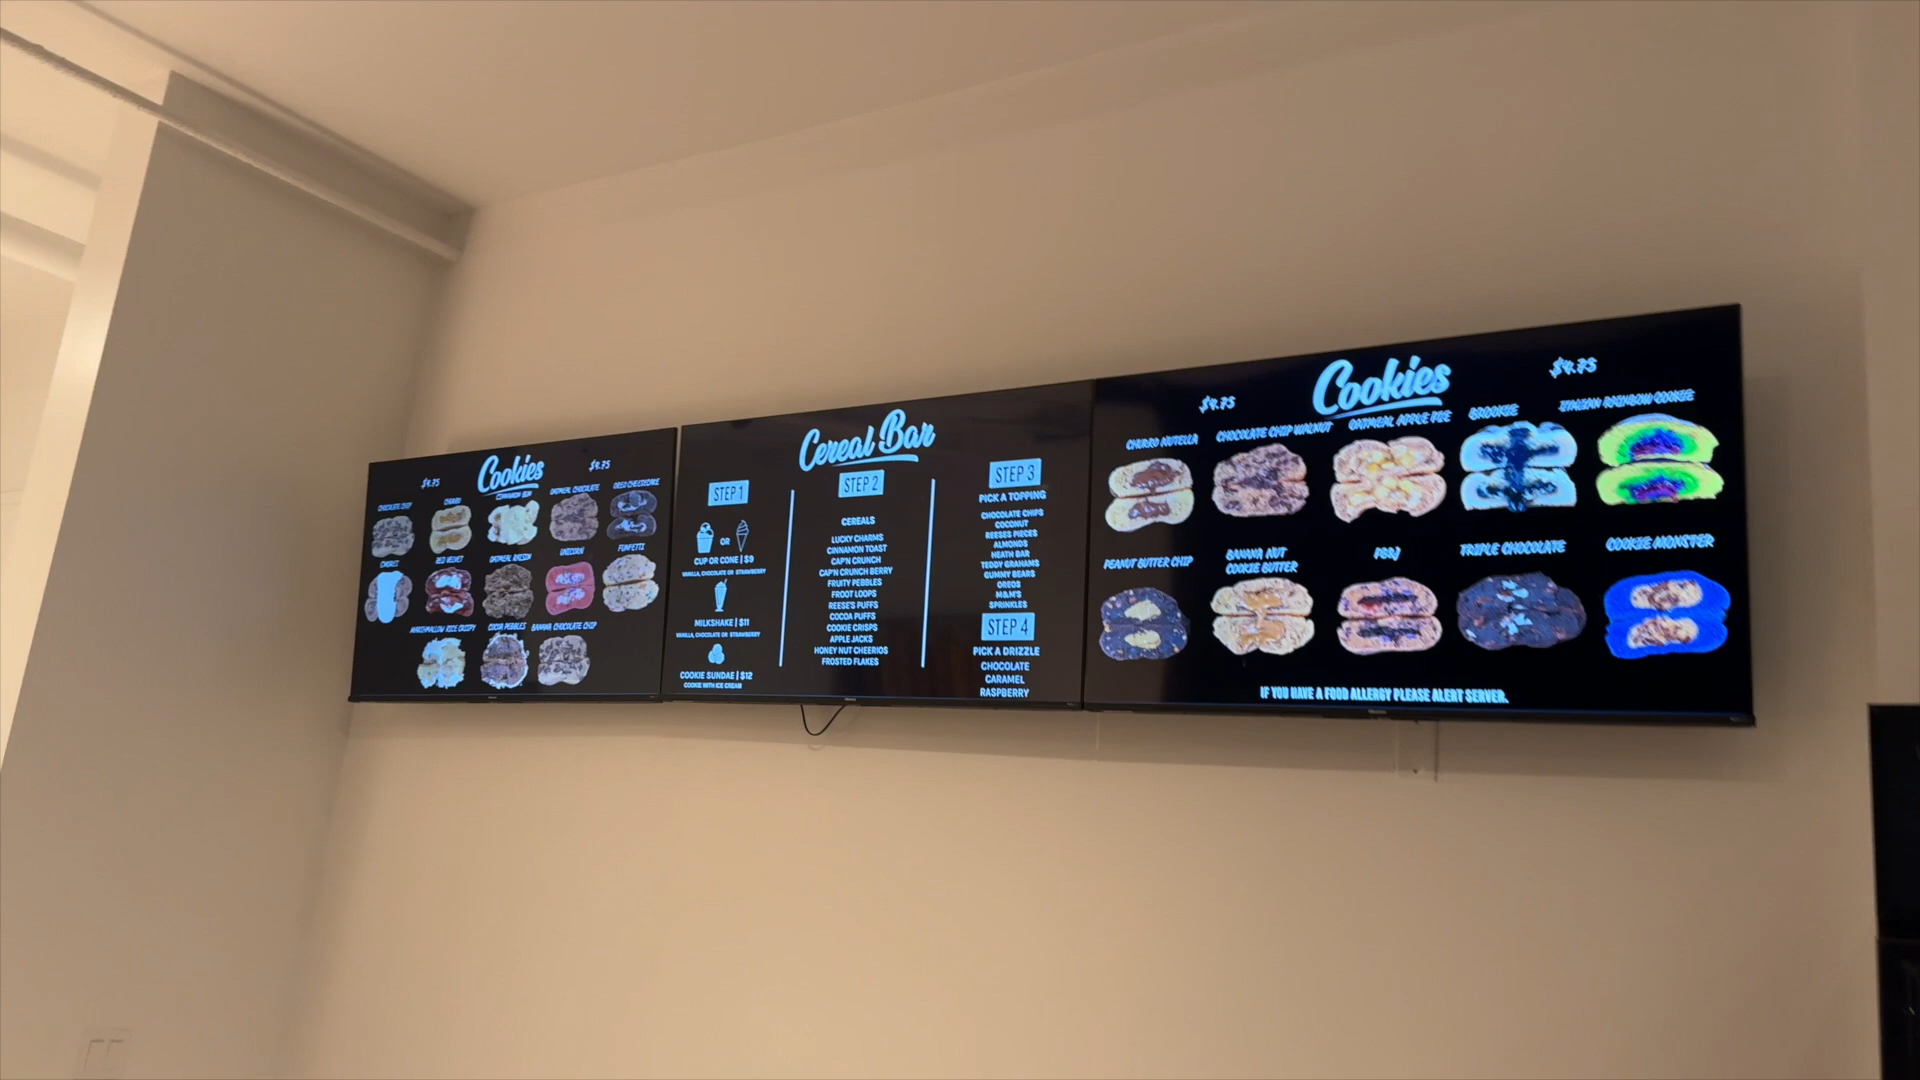 Cookies
$4.75
$4.75
CHOCOLATE CHIP
CHURRO
CINNAMON BUN
OATMEAL CHOCOLATE
OREO CHEESECAKE
S'MORES
RED VELVET
OATMEAL RAISIN
UNICORN
FUNFETTI
MARSHMALLOW RICE CRISPY
COCOA PEBBLES
BANANA CHOCOLATE CHIP
Cereal Bar
STEP 1
OR
CUP OR CONE | $9
VANILLA, CHOCOLATE OR STRAWBERRY
MILKSHAKE | $11
VANILLA, CHOCOLATE OR STRAWBERRY
COOKIE SUNDAE | $12
COOKIE WITH ICE CREAM
STEP 2
CEREALS
LUCKY CHARMS
CINNAMON TOAST
CAP'N CRUNCH
CAP'N CRUNCH BERRY
FRUITY PEBBLES
FROOT LOOPS
REESE'S PUFFS
COCOA PUFFS
COOKIE CRISPS
APPLE JACKS
HONEY NUT CHEERIOS
FROSTED FLAKES
STEP 3
PICK A TOPPING
CHOCOLATE CHIPS
COCONUT
REESES PIECES
ALMONDS
HEATH BAR
TEDDY GRAHAMS
GUMMY BEARS
OREOS
M&M'S
SPRINKLES
STEP 4
PICK A DRIZZLE
CHOCOLATE
CARAMEL
RASPBERRY
Cookies
$4.75
$4.75
CHURRO NUTELLA
CHOCOLATE CHIP WALNUT
OATMEAL APPLE PIE
BROOKIE
ITALIAN RAINBOW COOKIE
PEANUT BUTTER CHIP
BANANA NUT
COOKIE BUTTER
PB&J
TRIPLE CHOCOLATE
COOKIE MONSTER
IF YOU HAVE A FOOD ALLERGY PLEASE ALERT SERVER.